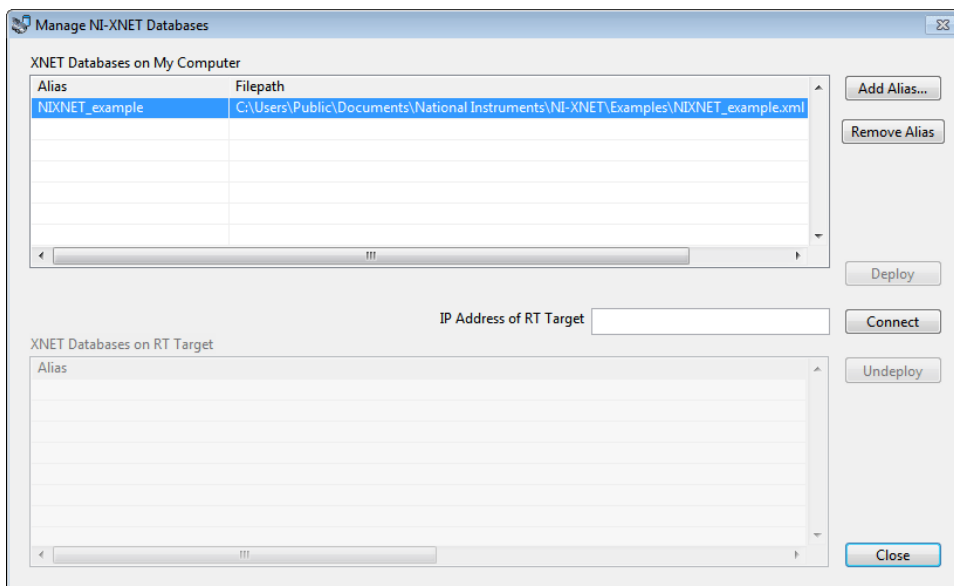 Manage NI-XNET Databases
XNET Databases on My Computer
Alias Filepath
NIXNET_example C:\Users\Public\Documents\National Instruments\NI-XNET\Examples\NIXNET_example.xml
Add Alias...
Remove Alias
Deploy
IP Address of RT Target
Connect
XNET Databases on RT Target
Alias
Undeploy
Close